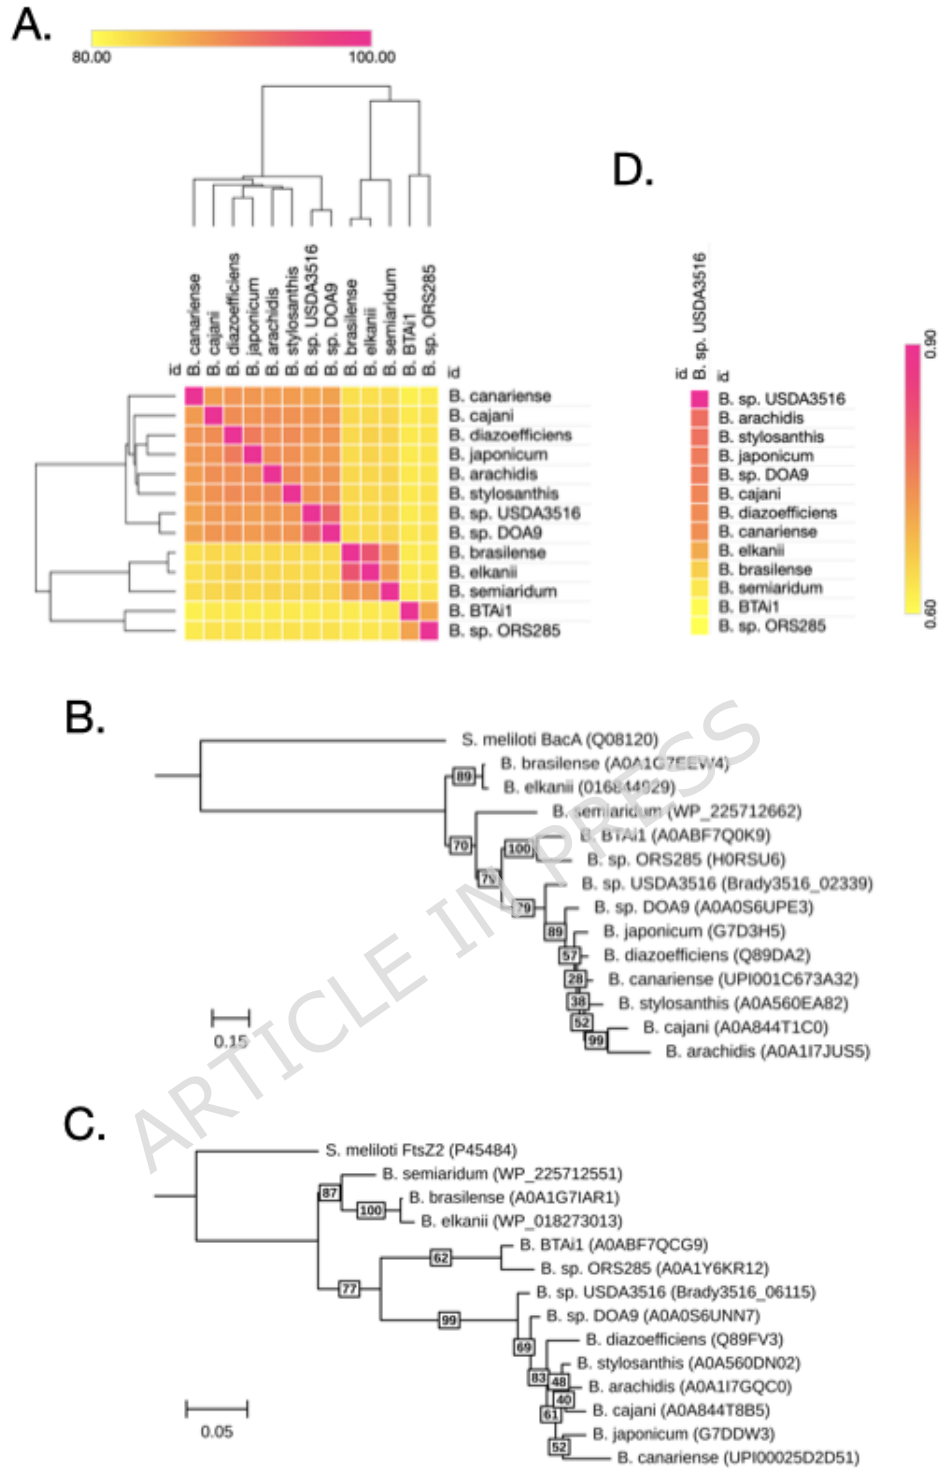 A.
80.00 100.00
D.
B. canariense
B. cajani
B. diazoefficiens
B. japonicum
B. arachidis
B. stylosanthis
B. sp. USDA3516
B. sp. DOA9
B. brasilense
B. elkanii
B. semiaridum
B. BTAi1
B. sp. ORS285
id
id
B. canariense
B. cajani
B. diazoefficiens
B. japonicum
B. arachidis
B. stylosanthis
B. sp. USDA3516
B. sp. DOA9
B. brasilense
B. elkanii
B. semiaridum
B. BTAi1
B. sp. ORS285
B. sp. USDA3516
id
id
B. sp. USDA3516
B. arachidis
B. stylosanthis
B. japonicum
B. sp. DOA9
B. cajani
B. diazoefficiens
B. canariense
B. elkanii
B. brasilense
B. semiaridum
B. BTAi1
B. sp. ORS285
0.90
0.60
B.
S. meliloti BacA (Q08120)
B. brasilense (A0A1G7EEW4)
89
B. elkanii (016844929)
B. semiaridum (WP_225712662)
70
B. BTAi1 (A0ABF7Q0K9)
100
B. sp. ORS285 (H0RSU6)
79
B. sp. USDA3516 (Brady3516_02339)
79
B. sp. DOA9 (A0A0S6UPE3)
89
B. japonicum (G7D3H5)
57
B. diazoefficiens (Q89DA2)
28
B. canariense (UPI001C673A32)
38
B. stylosanthis (A0A560EA82)
52
B. cajani (A0A844T1C0)
99
B. arachidis (A0A1I7JUS5)
0.15
ARTICLE IN PRESS
C.
S. meliloti FtsZ2 (P45484)
B. semiaridum (WP_225712551)
87
B. brasilense (A0A1G7IAR1)
100
B. elkanii (WP_018273013)
B. BTAi1 (A0ABF7QCG9)
62
B. sp. ORS285 (A0A1Y6KR12)
77
B. sp. USDA3516 (Brady3516_06115)
99
B. sp. DOA9 (A0A0S6UNN7)
69
B. diazoefficiens (Q89FV3)
83
B. stylosanthis (A0A560DN02)
48
B. arachidis (A0A1I7GQC0)
40
B. cajani (A0A844T8B5)
61
B. japonicum (G7DDW3)
52
B. canariense (UPI00025D2D51)
0.05